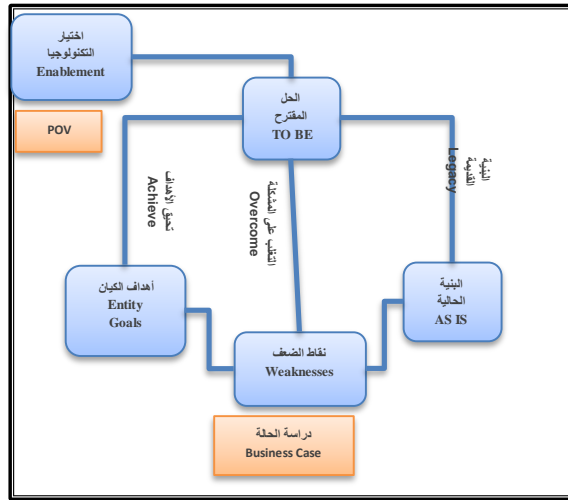 اختيار
التكنولوجيا
Enablement
POV
الحل
المقترح
TO BE
تحيق الأهداف
Achieve
التغلب على المشكلة
Overcome
البنية
القديمة
Legacy
أهداف الكيان
Entity
Goals
البنية
الحالية
AS IS
نقاط الضعف
Weaknesses
دراسة الحالة
Business Case